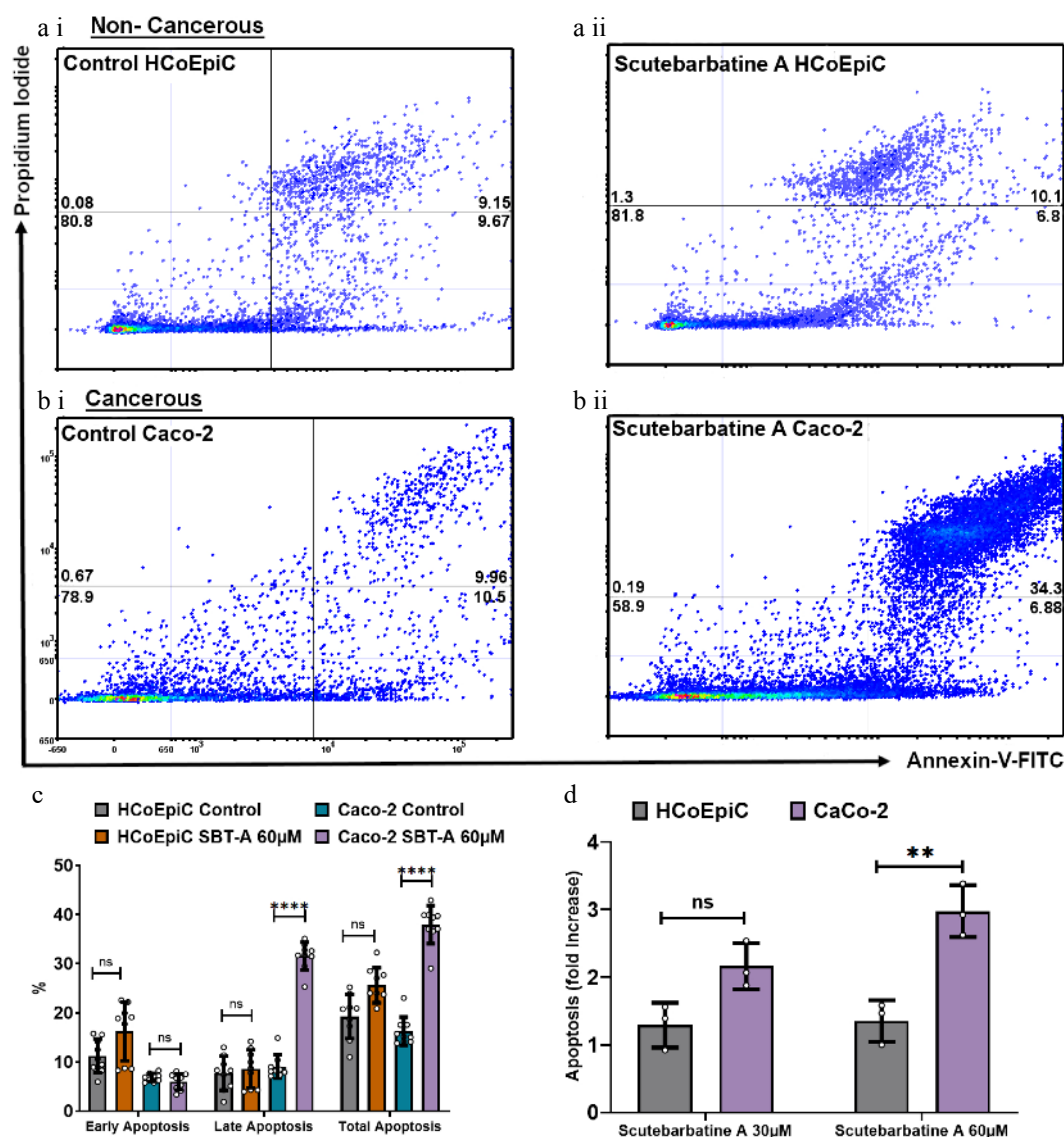 a i
Non- Cancerous
Control HCoEpiC
0.08
80.8
9.15
9.67
a ii
Scutebarbatine A HCoEpiC
1.3
81.8
10.1
6.8
Propidium Iodide
b i
Cancerous
Control Caco-2
10⁵
10⁴
10³
650
0
650
-650
0
650
10³
10⁴
10⁵
0.67
78.9
9.96
10.5
b ii
Scutebarbatine A Caco-2
0.19
58.9
34.3
6.88
Annexin-V-FITC
c
HCoEpiC Control
Caco-2 Control
HCoEpiC SBT-A 60µM
Caco-2 SBT-A 60µM
%
50
40
30
20
10
0
ns
ns
ns
****
ns
****
Early Apoptosis
Late Apoptosis
Total Apoptosis
d
HCoEpiC
CaCo-2
Apoptosis (fold Increase)
4
3
2
1
0
ns
**
Scutebarbatine A 30µM
Scutebarbatine A 60µM